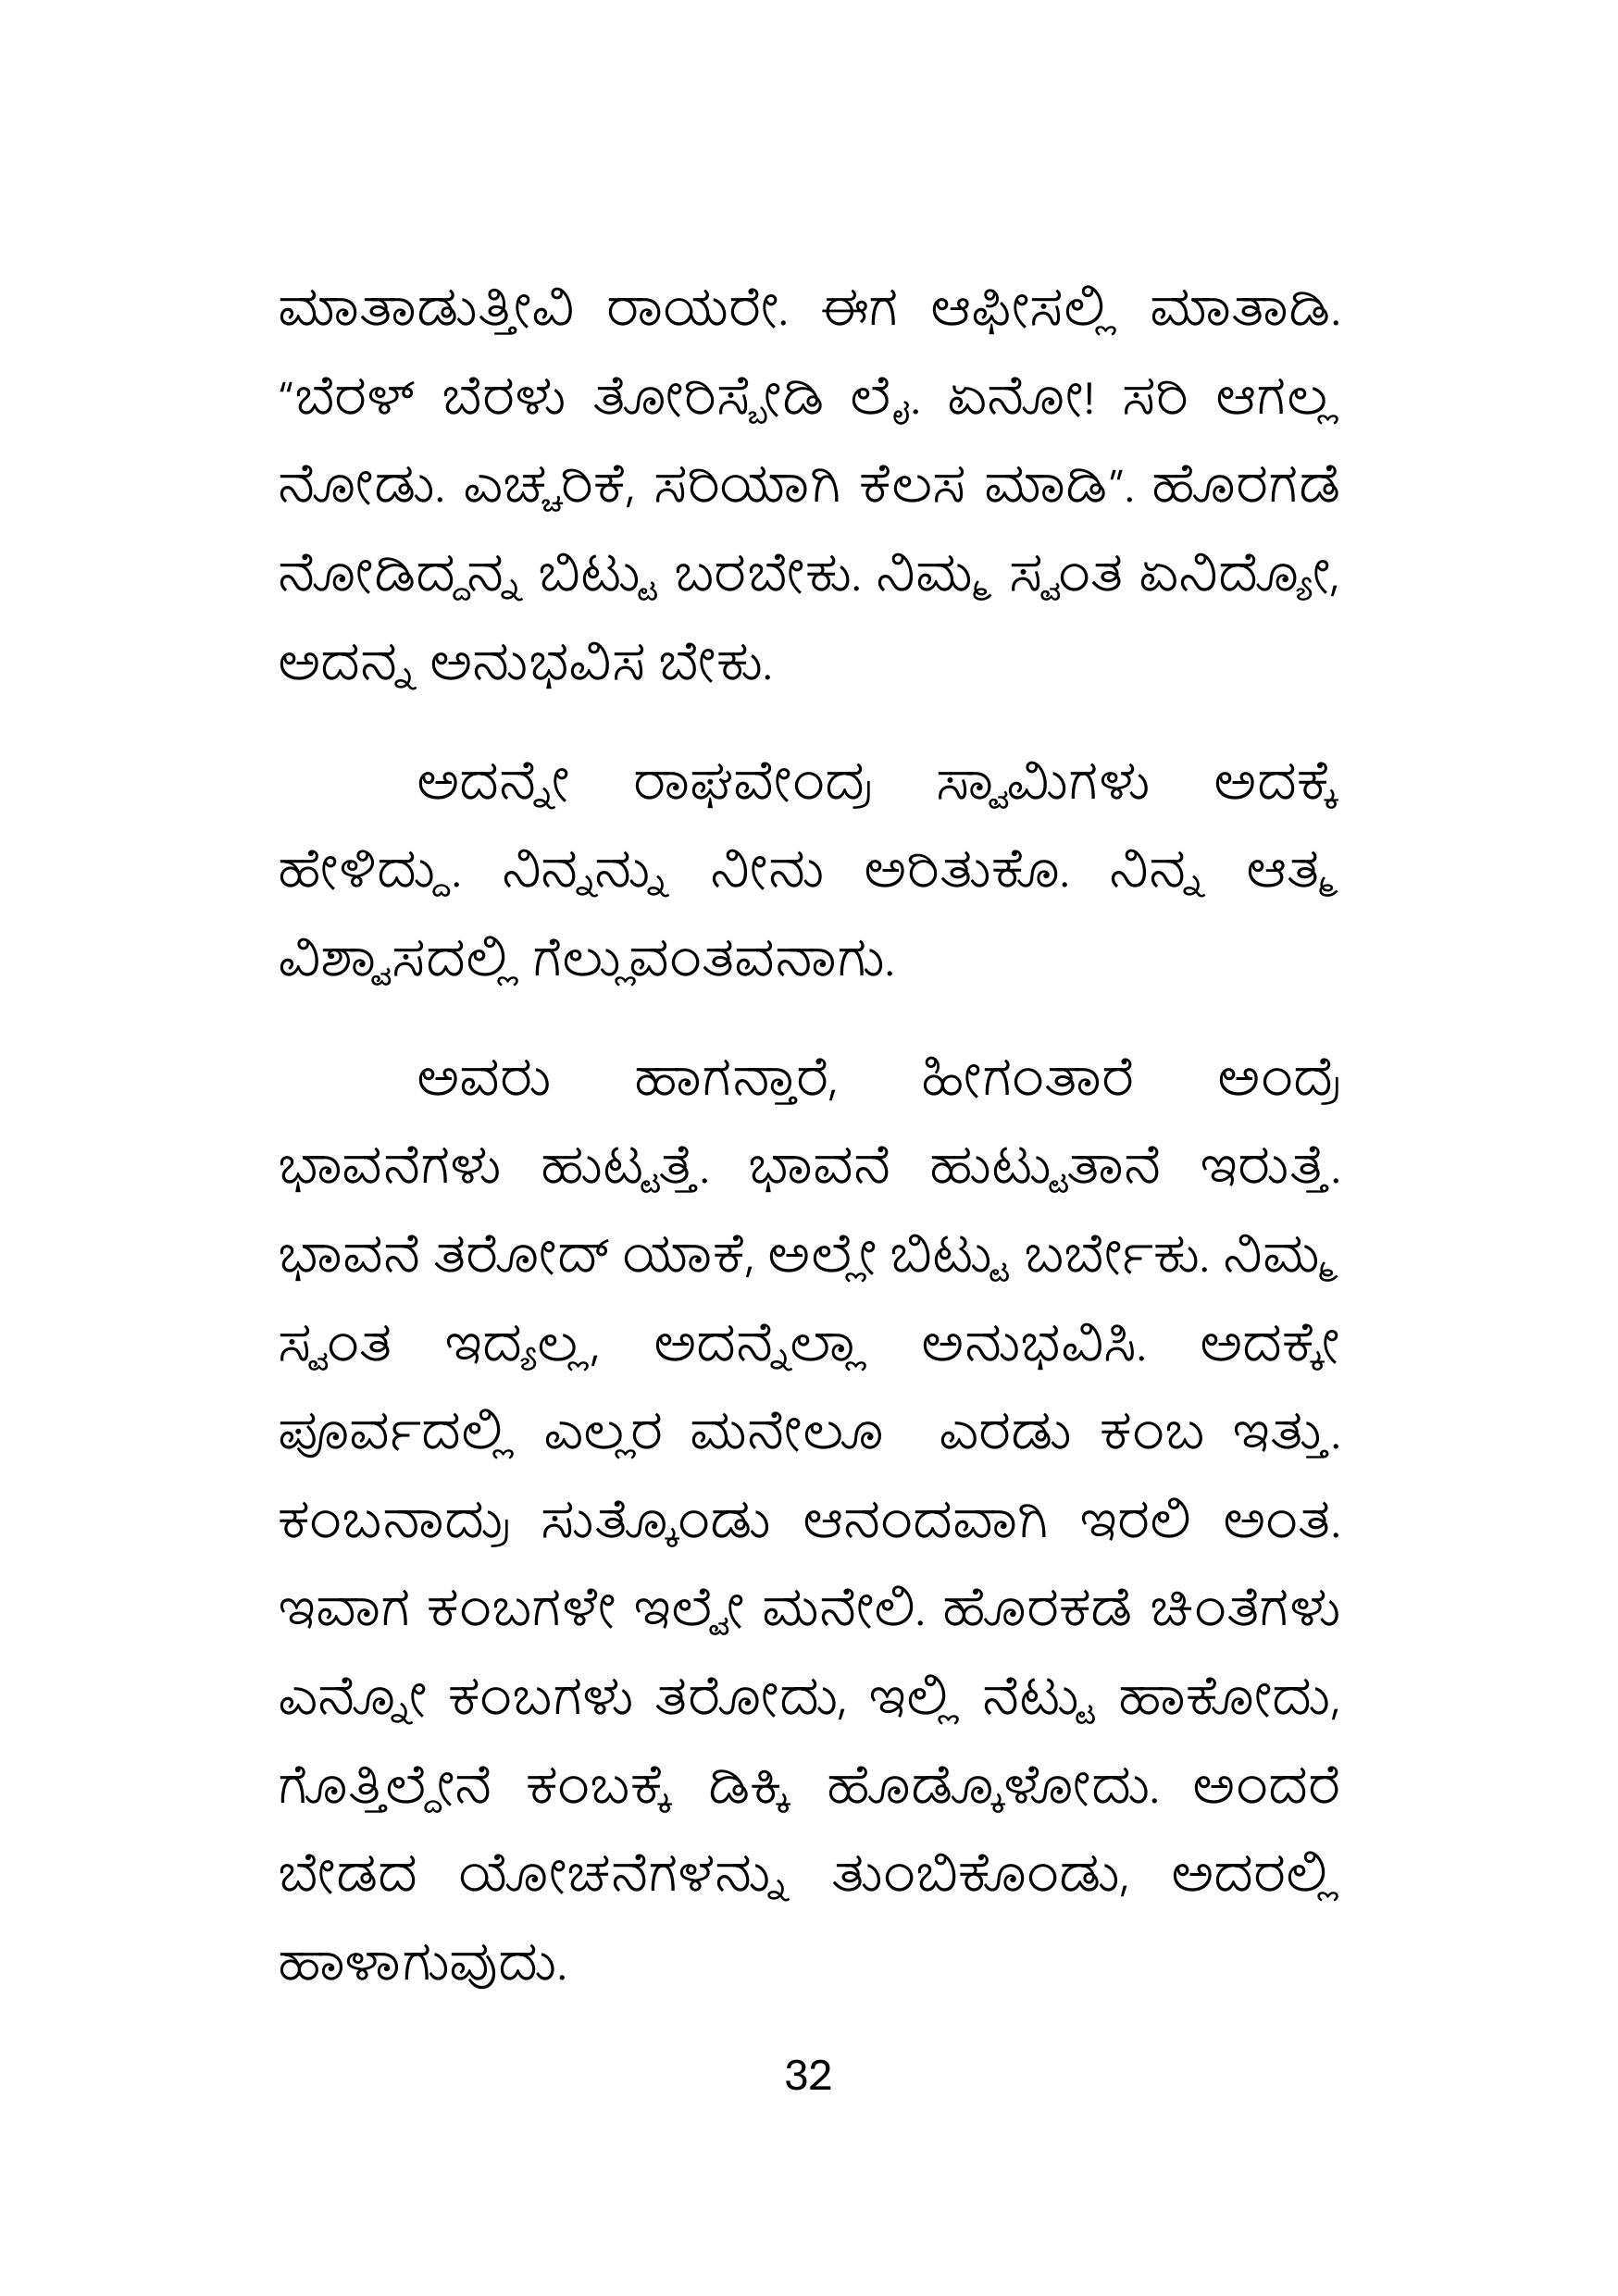 ಮಾತಾಡುತ್ತೀವಿ ರಾಯರೇ. ಈಗ ಆಫೀಸಲ್ಲಿ ಮಾತಾಡಿ.
“ಬೆರಳ್ ಬೆರಳು ತೋರಿಸ್ಬೇಡಿ ಲೈ. ಏನೋ! ಸರಿ ಆಗಲ್ಲ
ನೋಡು. ಎಚ್ಚರಿಕೆ, ಸರಿಯಾಗಿ ಕೆಲಸ ಮಾಡಿ”. ಹೊರಗಡೆ
ನೋಡಿದ್ದನ್ನ ಬಿಟ್ಟು ಬರಬೇಕು. ನಿಮ್ಮ ಸ್ವಂತ ಏನಿದ್ಯೋ,
ಅದನ್ನ ಅನುಭವಿಸ ಬೇಕು.
ಅದನ್ನೇ ರಾಘವೇಂದ್ರ ಸ್ವಾಮಿಗಳು ಅದಕ್ಕೆ
ಹೇಳಿದ್ದು. ನಿನ್ನನ್ನು ನೀನು ಅರಿತುಕೊ. ನಿನ್ನ ಆತ್ಮ
ವಿಶ್ವಾಸದಲ್ಲಿ ಗೆಲ್ಲುವಂತವನಾಗು.
ಅವರು ಹಾಗನ್ತಾರೆ, ಹೀಗಂತಾರೆ ಅಂದ್ರೆ
ಭಾವನೆಗಳು ಹುಟ್ಟತ್ತೆ. ಭಾವನೆ ಹುಟ್ಟುತಾನೆ ಇರುತ್ತೆ.
ಭಾವನೆ ತರೋದ್ ಯಾಕೆ, ಅಲ್ಲೇ ಬಿಟ್ಟು ಬರ್ಬೇಕು. ನಿಮ್ಮ
ಸ್ವಂತ ಇದ್ಯಲ್ಲ, ಅದನ್ನೆಲ್ಲಾ ಅನುಭವಿಸಿ. ಅದಕ್ಕೇ
ಪೂರ್ವದಲ್ಲಿ ಎಲ್ಲರ ಮನೇಲೂ ಎರಡು ಕಂಬ ಇತ್ತು.
ಕಂಬನಾದ್ರು ಸುತ್ಕೊಂಡು ಆನಂದವಾಗಿ ಇರಲಿ ಅಂತ.
ಇವಾಗ ಕಂಬಗಳೇ ಇಲ್ವೇ ಮನೇಲಿ. ಹೊರಕಡೆ ಚಿಂತೆಗಳು
ಎನ್ನೋ ಕಂಬಗಳು ತರೋದು, ಇಲ್ಲಿ ನೆಟ್ಟು ಹಾಕೋದು,
ಗೊತ್ತಿಲ್ದೇನೆ ಕಂಬಕ್ಕೆ ಡಿಕ್ಕಿ ಹೊಡ್ಕೊಳೋದು. ಅಂದರೆ
ಬೇಡದ ಯೋಚನೆಗಳನ್ನು ತುಂಬಿಕೊಂಡು, ಅದರಲ್ಲಿ
ಹಾಳಾಗುವುದು.
32